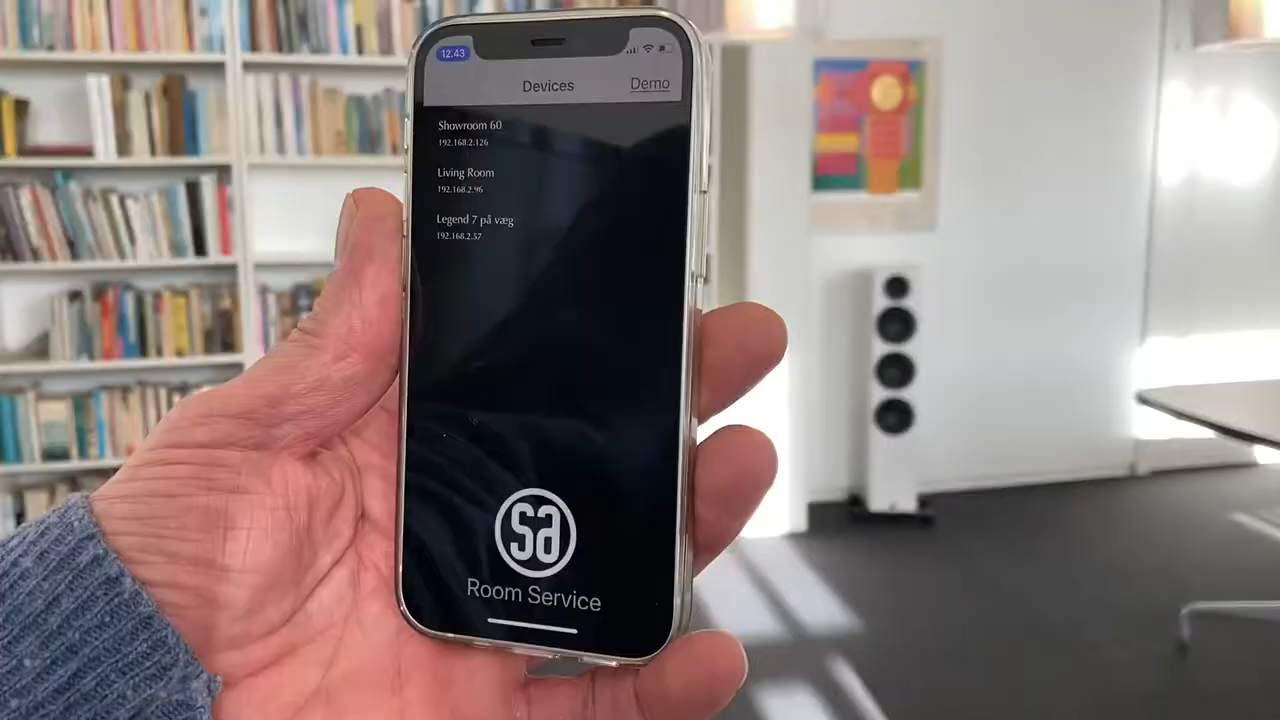 12.43
Devices
Demo
Showroom 60
192.168.2.126
Living Room
192.168.2.96
Legend 7 på væg
192.168.2.57
sa
Room Service